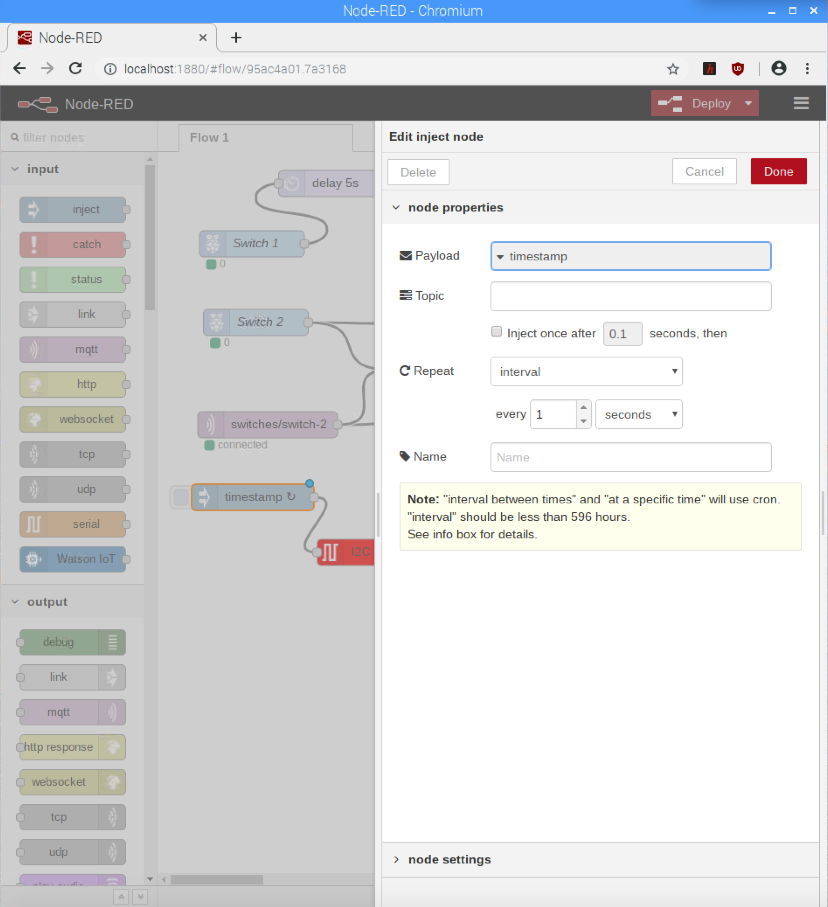 Node-RED - Chromium
Node-RED
localhost:1880/#flow/95ac4a01.7a3168
Node-RED
Deploy
filter nodes
input
inject
catch
status
link
mqtt
http
websocket
tcp
udp
serial
Watson IoT
output
debug
link
mqtt
http response
websocket
tcp
udp
Flow 1
delay 5s
Switch 1
0
Switch 2
0
switches/switch-2
connected
timestamp ↻
I2C
Edit inject node
Delete
Cancel
Done
node properties
Payload
timestamp
Topic
Inject once after 0.1 seconds, then
Repeat
interval
every 1 seconds
Name
Name
Note: "interval between times" and "at a specific time" will use cron.
"interval" should be less than 596 hours.
See info box for details.
node settings